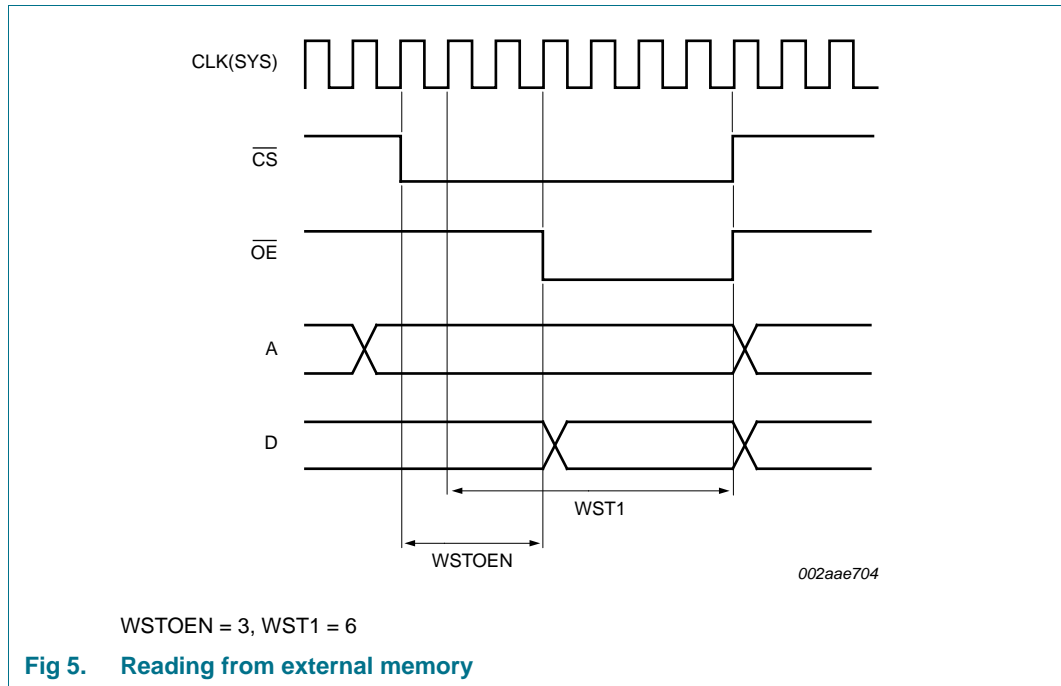 CLK(SYS)
CS
OE
A
D
WST1
WSTOEN
002aae704
WSTOEN = 3, WST1 = 6
Fig 5. Reading from external memory